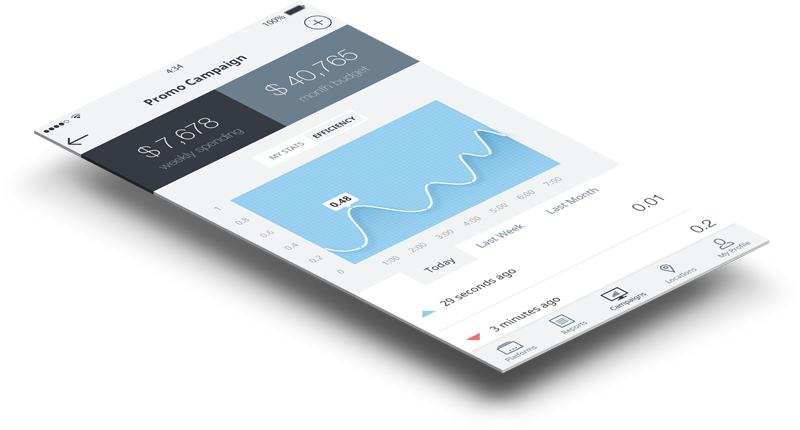 4:34
100%
Promo Campaign
$ 7,678
weekly spending
$ 40,765
month budget
MY STATS EFFICIENCY
1
0.8
0.6
0.4
0.2
0
0.48
1:00 2:00 3:00 4:00 5:00 6:00 7:00
Today Last Week Last Month
29 seconds ago 0.01
3 minutes ago 0.2
Platforms Reports Campaigns Locations My Profile